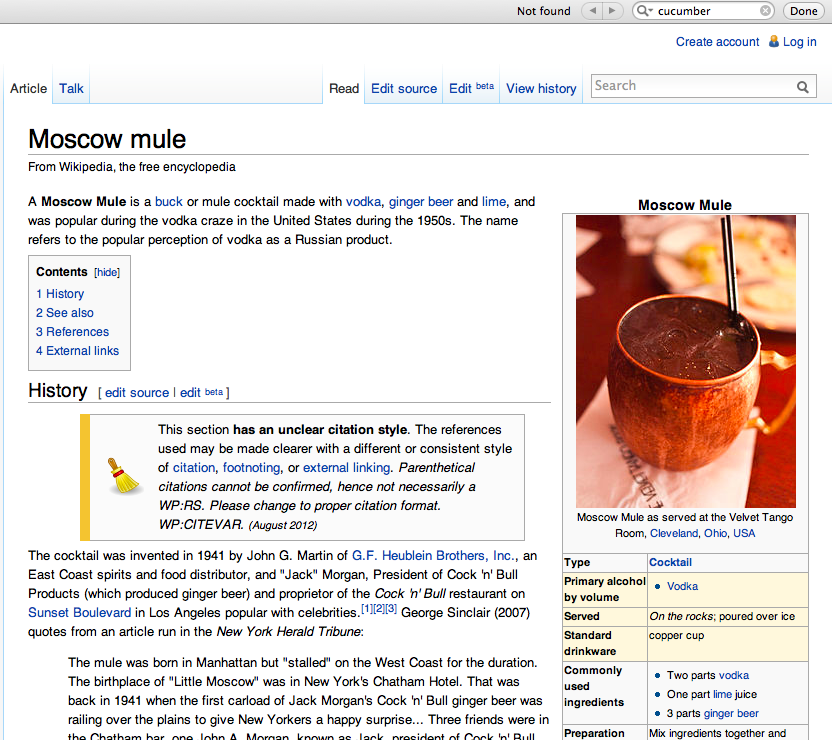 Not found
cucumber
Done
Create account Log in
Article Talk Read Edit source Edit beta View history Search
Moscow mule
From Wikipedia, the free encyclopedia
A Moscow Mule is a buck or mule cocktail made with vodka, ginger beer and lime, and
was popular during the vodka craze in the United States during the 1950s. The name
refers to the popular perception of vodka as a Russian product.
Contents [hide]
1 History
2 See also
3 References
4 External links
History [ edit source | edit beta ]
This section has an unclear citation style. The references
used may be made clearer with a different or consistent style
of citation, footnoting, or external linking. Parenthetical
citations cannot be confirmed, hence not necessarily a
WP:RS. Please change to proper citation format.
WP:CITEVAR. (August 2012)
The cocktail was invented in 1941 by John G. Martin of G.F. Heublein Brothers, Inc., an
East Coast spirits and food distributor, and "Jack" Morgan, President of Cock 'n' Bull
Products (which produced ginger beer) and proprietor of the Cock 'n' Bull restaurant on
Sunset Boulevard in Los Angeles popular with celebrities.[1][2][3] George Sinclair (2007)
quotes from an article run in the New York Herald Tribune:
The mule was born in Manhattan but "stalled" on the West Coast for the duration.
The birthplace of "Little Moscow" was in New York's Chatham Hotel. That was
back in 1941 when the first carload of Jack Morgan's Cock 'n' Bull ginger beer was
railing over the plains to give New Yorkers a happy surprise... Three friends were in
the Chatham bar, one John A. Morgan, known as Jack, president of Cock 'n' Bull
Moscow Mule
Moscow Mule as served at the Velvet Tango
Room, Cleveland, Ohio, USA
Type Cocktail
Primary alcohol
by volume
• Vodka
Served On the rocks; poured over ice
Standard
drinkware
copper cup
Commonly
used
ingredients
• Two parts vodka
• One part lime juice
• 3 parts ginger beer
Preparation Mix ingredients together and